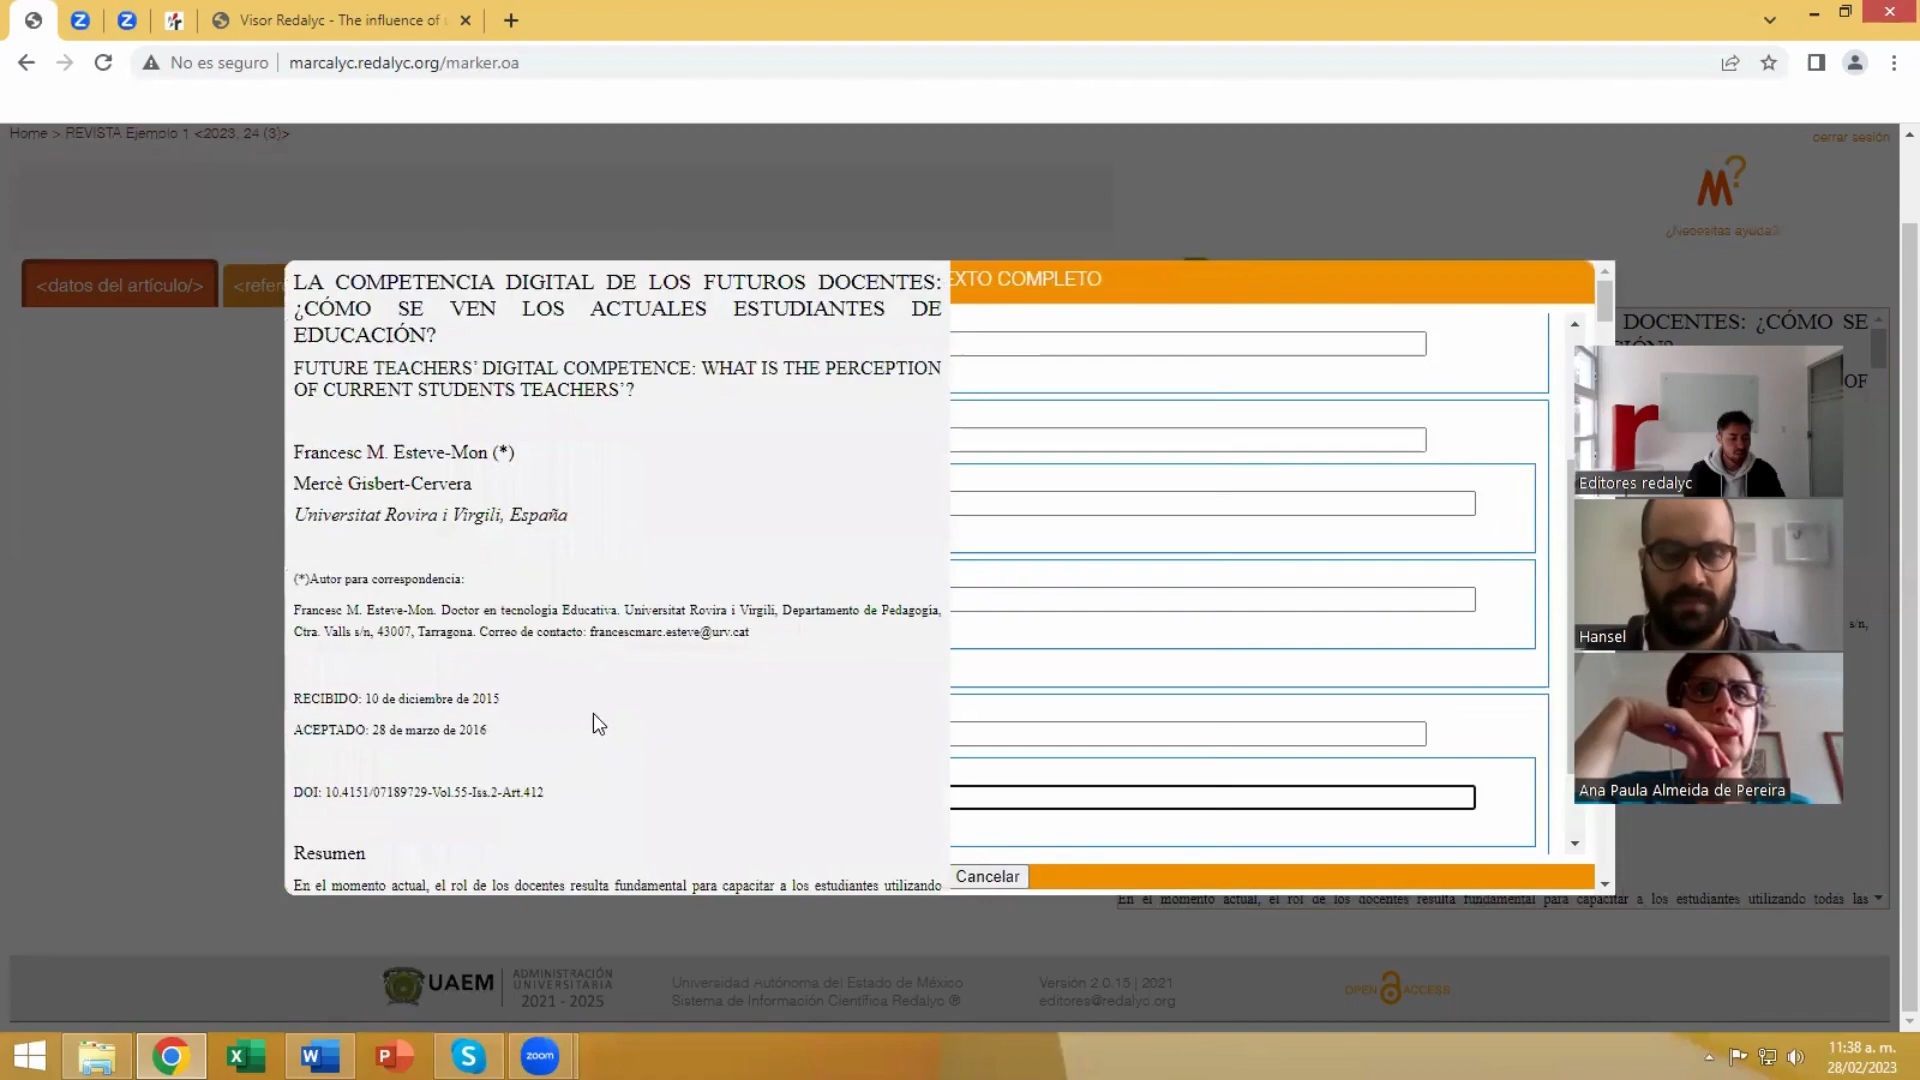 Visor Redalyc - The influence of
No es seguro
marcalyc.redalyc.org/marker.oa
Home > REVISTA Ejemplo 1 <2023, 24 (3)>
cerrar sesión
M?
¿Necesitas ayuda?
<datos del artículo/>
<refer
LA COMPETENCIA DIGITAL DE LOS FUTUROS DOCENTES:
¿CÓMO SE VEN LOS ACTUALES ESTUDIANTES DE
EDUCACIÓN?
FUTURE TEACHERS’ DIGITAL COMPETENCE: WHAT IS THE PERCEPTION
OF CURRENT STUDENTS TEACHERS’?
Francesc M. Esteve-Mon (*)
Mercè Gisbert-Cervera
Universitat Rovira i Virgili, España
(*)Autor para correspondencia:
Francesc M. Esteve-Mon. Doctor en tecnología Educativa. Universitat Rovira i Virgili, Departamento de Pedagogía,
Ctra. Valls s/n, 43007, Tarragona. Correo de contacto: francescmarc.esteve@urv.cat
RECIBIDO: 10 de diciembre de 2015
ACEPTADO: 28 de marzo de 2016
DOI: 10.4151/07189729-Vol.55-Iss.2-Art.412
Resumen
En el momento actual, el rol de los docentes resulta fundamental para capacitar a los estudiantes utilizando
EXTO COMPLETO
Cancelar
DOCENTES: ¿CÓMO SE
OF
s/n,
En el momento actual, el rol de los docentes resulta fundamental para capacitar a los estudiantes utilizando todas las
Editores redalyc
Hansel
Ana Paula Almeida de Pereira
UAEM
ADMINISTRACIÓN
UNIVERSITARIA
2021 - 2025
Universidad Autónoma del Estado de México
Sistema de Información Científica Redalyc ®
Versión 2.0.15 | 2021
editores@redalyc.org
OPEN ACCESS
zoom
11:38 a. m.
28/02/2023